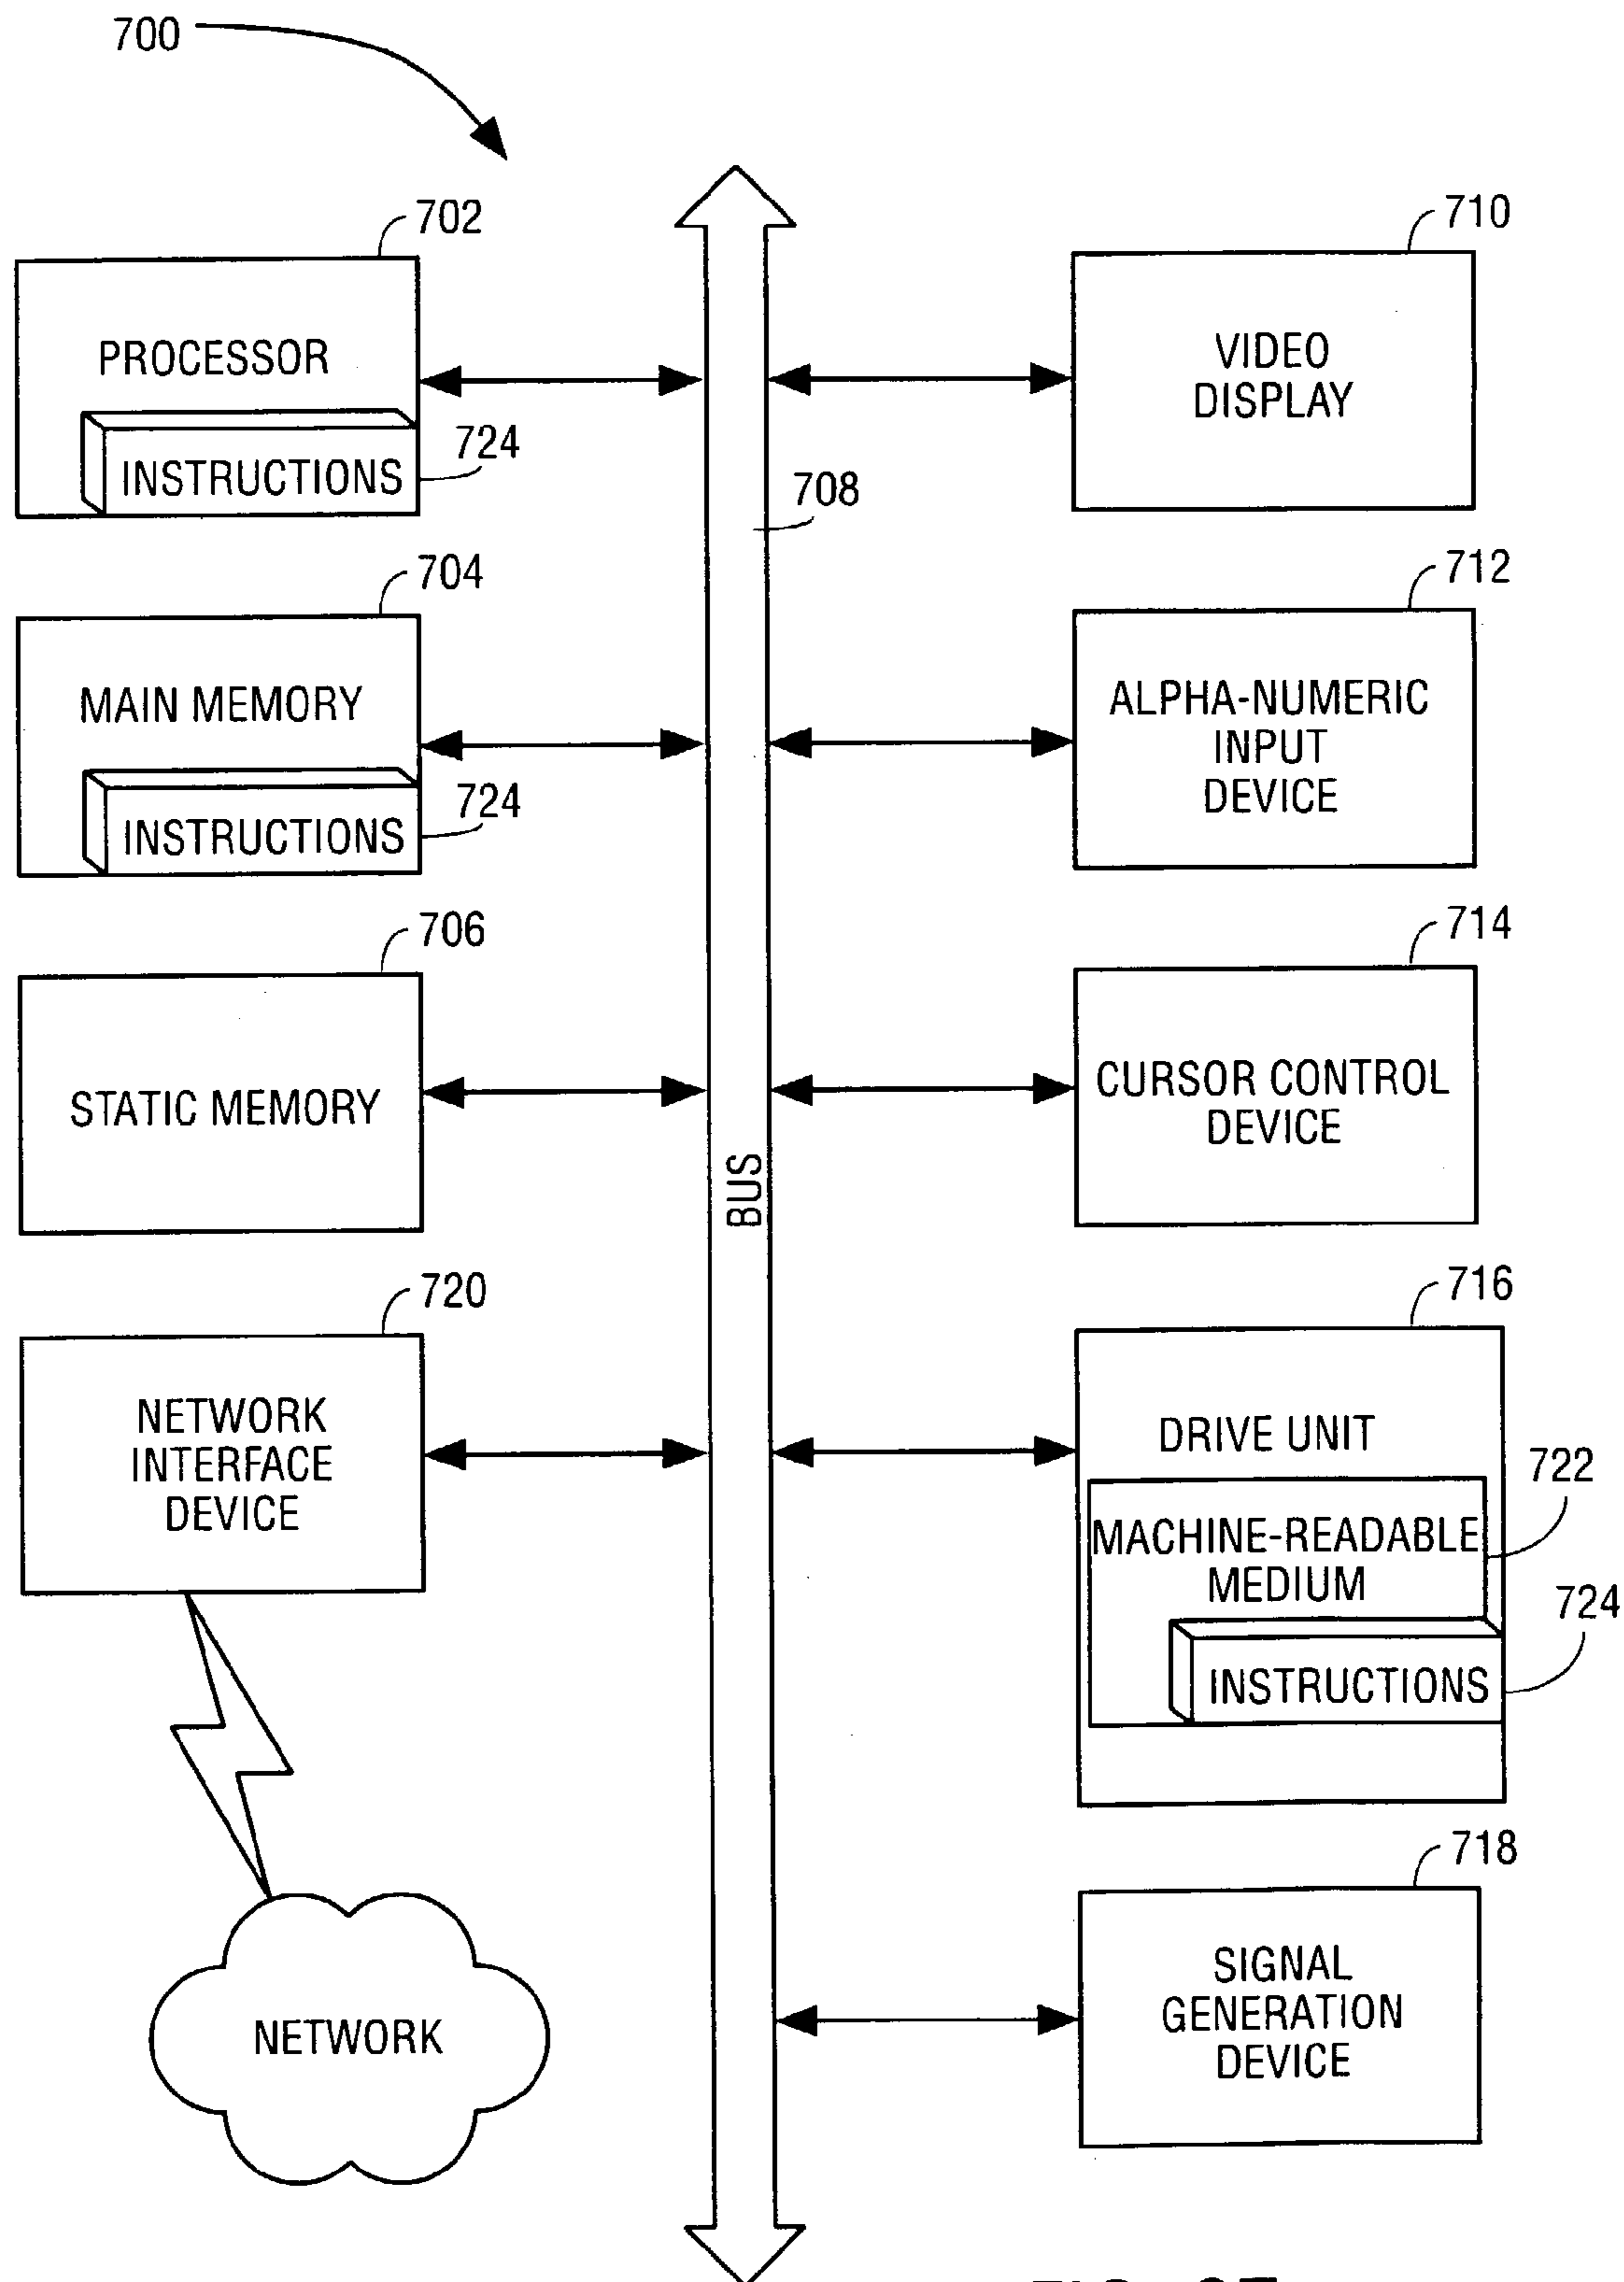 700
702
PROCESSOR
INSTRUCTIONS
724
704
MAIN MEMORY
INSTRUCTIONS
724
706
STATIC MEMORY
720
NETWORK
INTERFACE
DEVICE
NETWORK
708
BUS
710
VIDEO
DISPLAY
712
ALPHA-NUMERIC
INPUT
DEVICE
714
CURSOR CONTROL
DEVICE
716
DRIVE UNIT
722
MACHINE-READABLE
MEDIUM
724
INSTRUCTIONS
718
SIGNAL
GENERATION
DEVICE